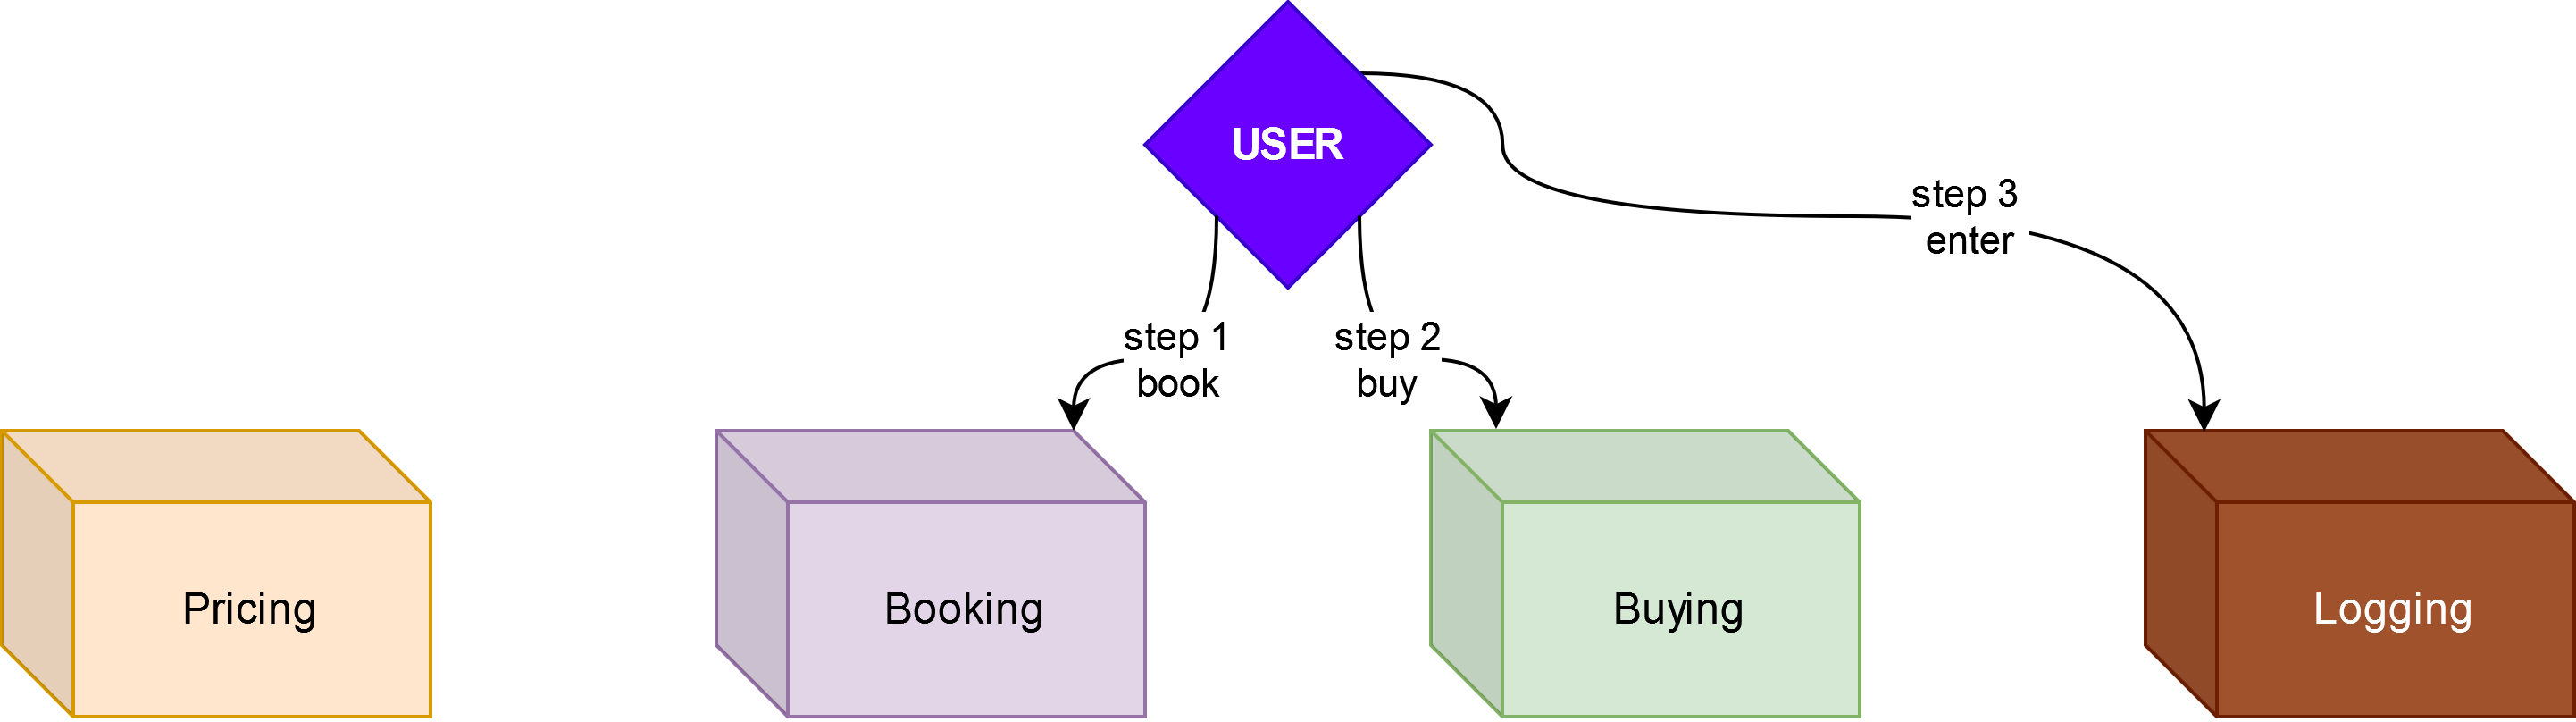 USER
step 3
enter
step 1
book
step 2
buy
Pricing
Booking
Buying
Logging